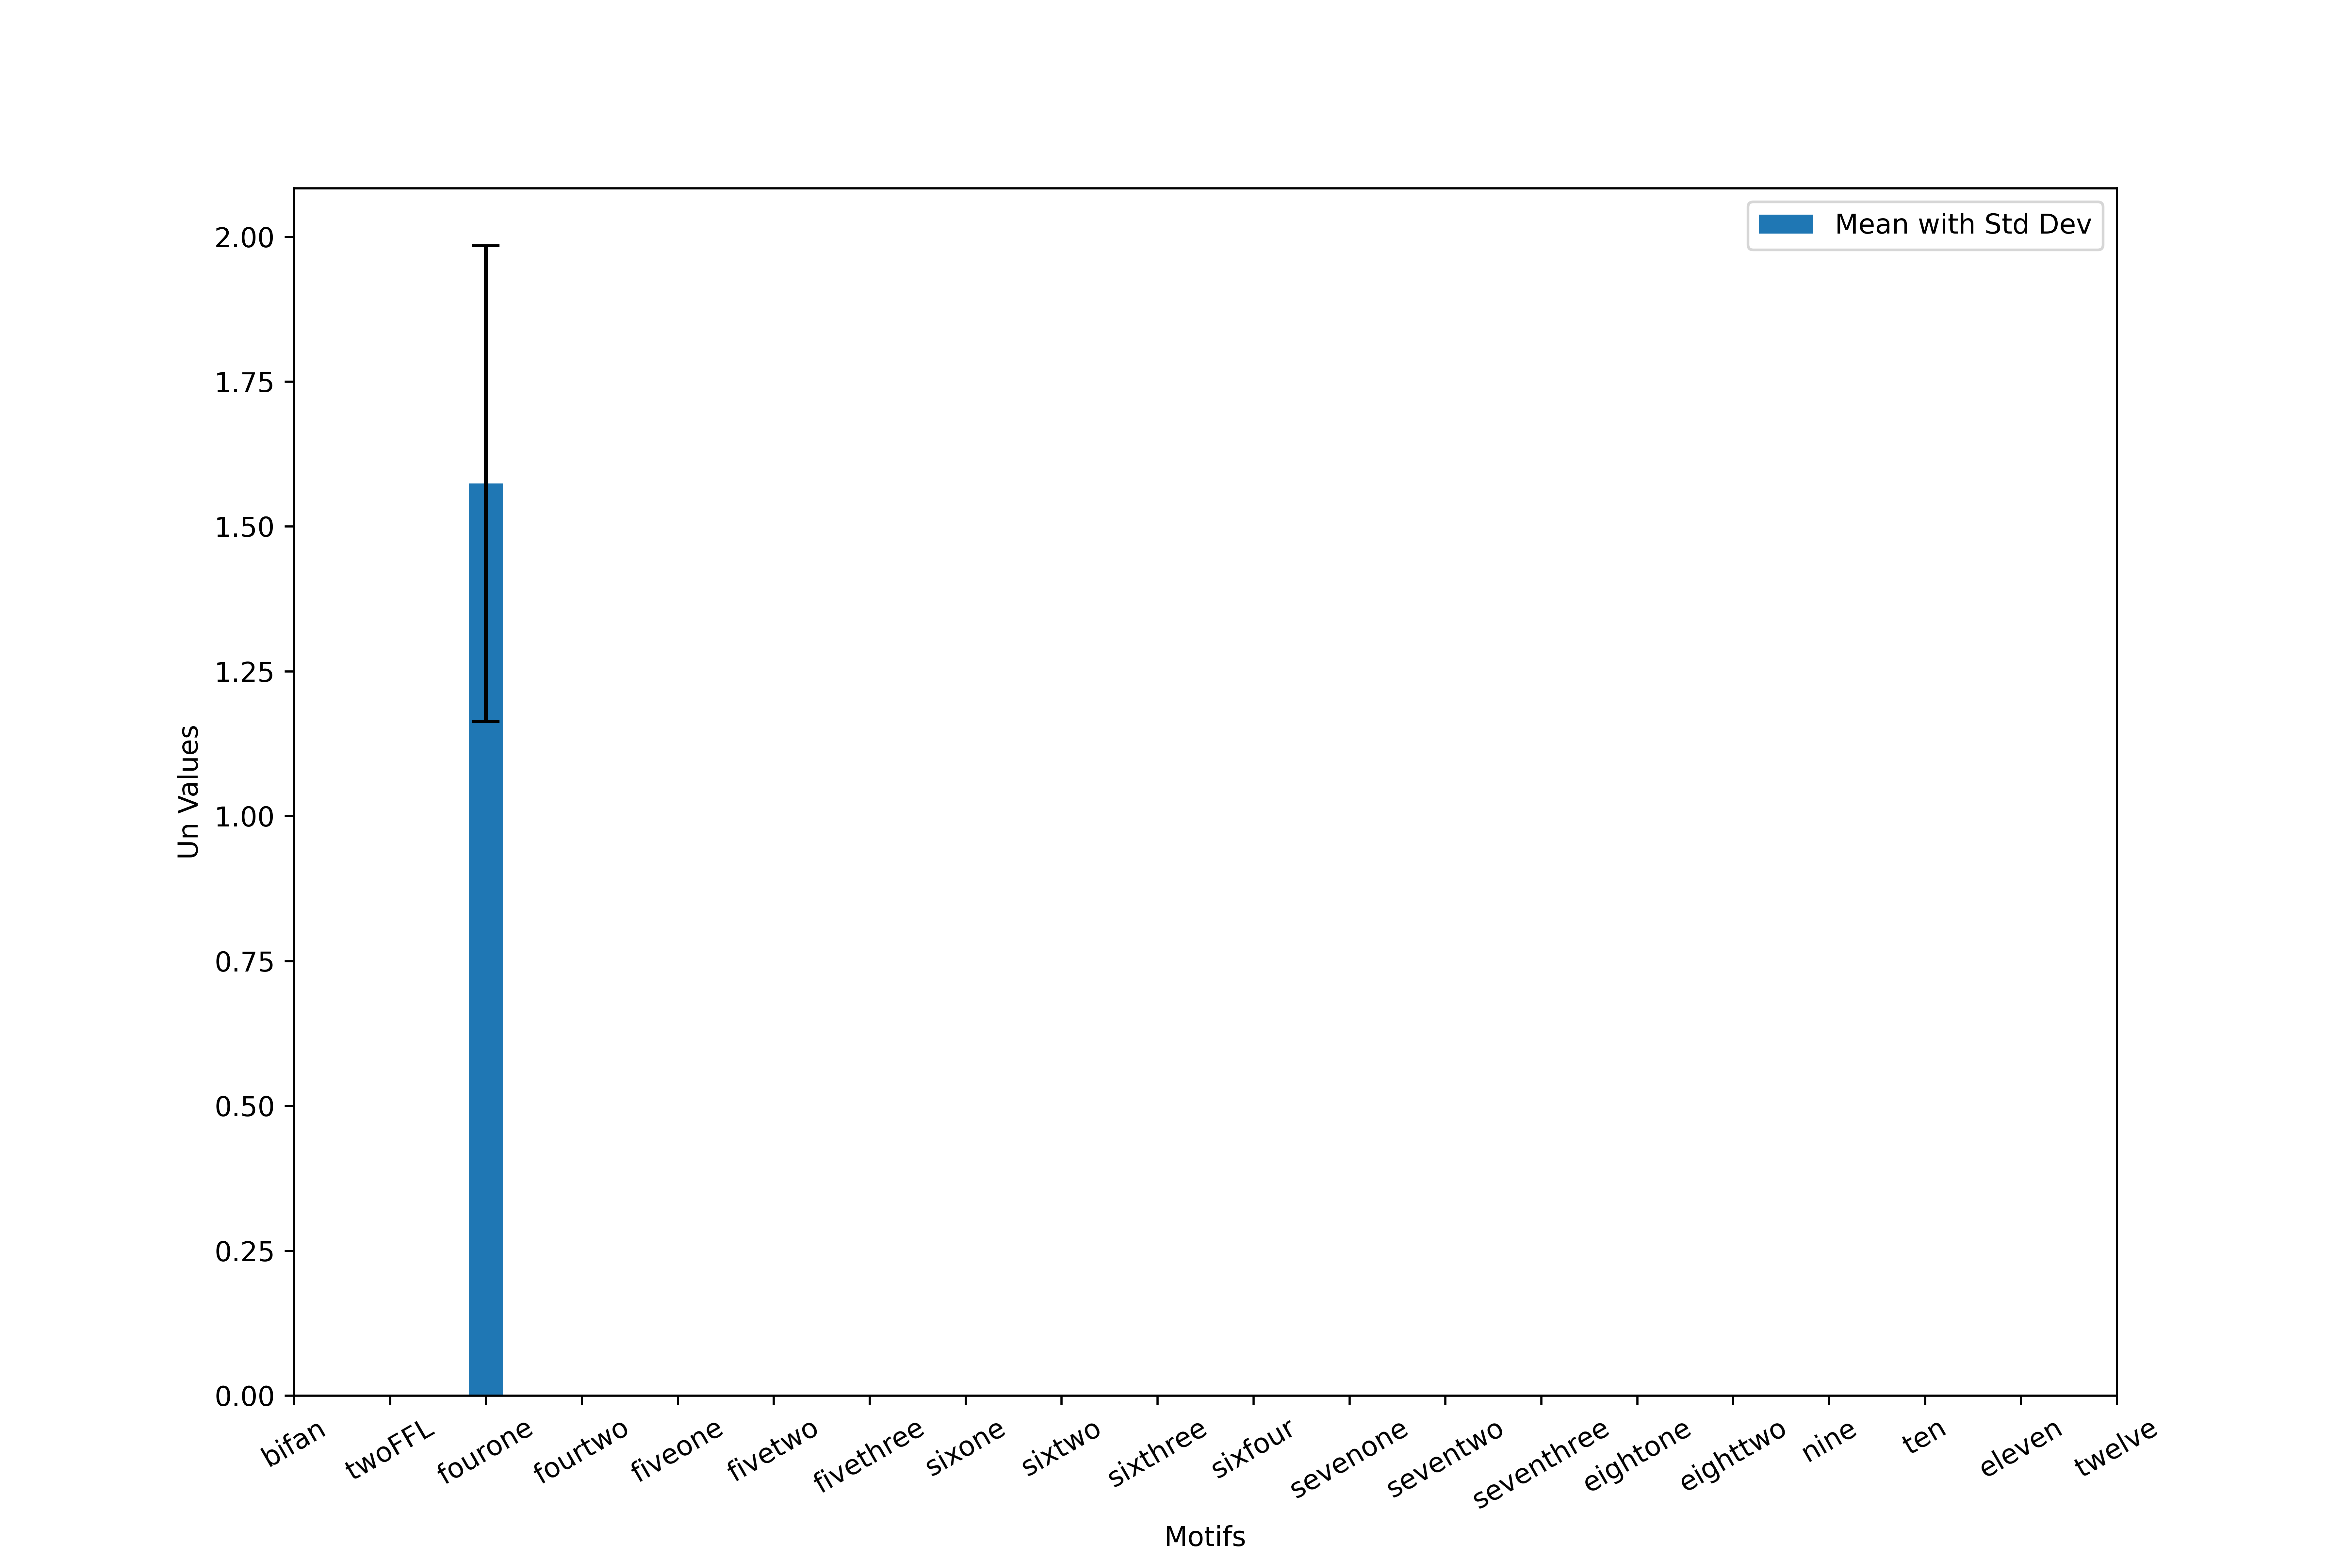 Mean with Std Dev
2.00
1.75
1.50
1.25
1.00
0.75
0.50
0.25
0.00
Un Values
bifan
twoFFL
fourone
fourtwo
fiveone
fivetwo
fivethree
sixone
sixtwo
sixthree
sixfour
sevenone
seventwo
seventhree
eightone
eighttwo
nine
ten
eleven
twelve
Motifs